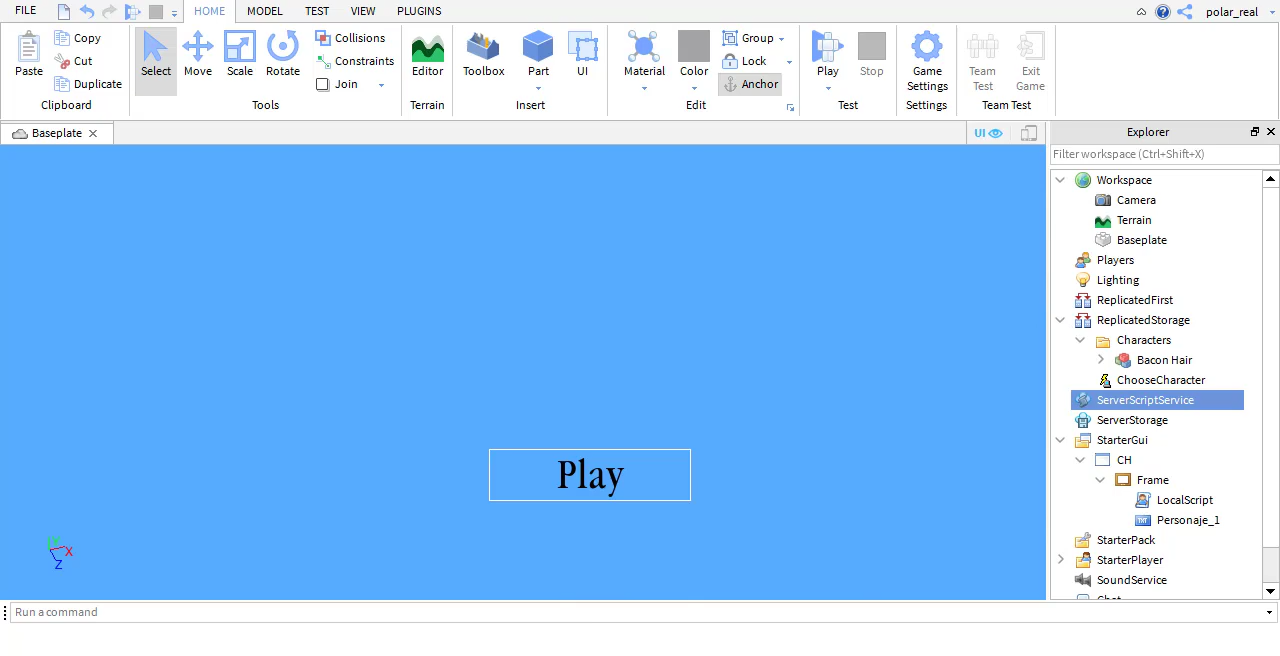 FILE HOME MODEL TEST VIEW PLUGINS polar_real
Paste Copy Cut Duplicate Clipboard
Select Move Scale Rotate Collisions Constraints Join Tools
Editor Terrain
Toolbox Part UI Insert
Material Color Group Lock Anchor Edit
Play Stop Test
Game Settings Settings
Team Test Exit Game Team Test
Baseplate UI
Explorer
Filter workspace (Ctrl+Shift+X)
Workspace
Camera
Terrain
Baseplate
Players
Lighting
ReplicatedFirst
ReplicatedStorage
Characters
Bacon Hair
ChooseCharacter
ServerScriptService
ServerStorage
StarterGui
CH
Frame
LocalScript
TXT Personaje_1
StarterPack
StarterPlayer
SoundService
Play
Y
X
Z
Run a command